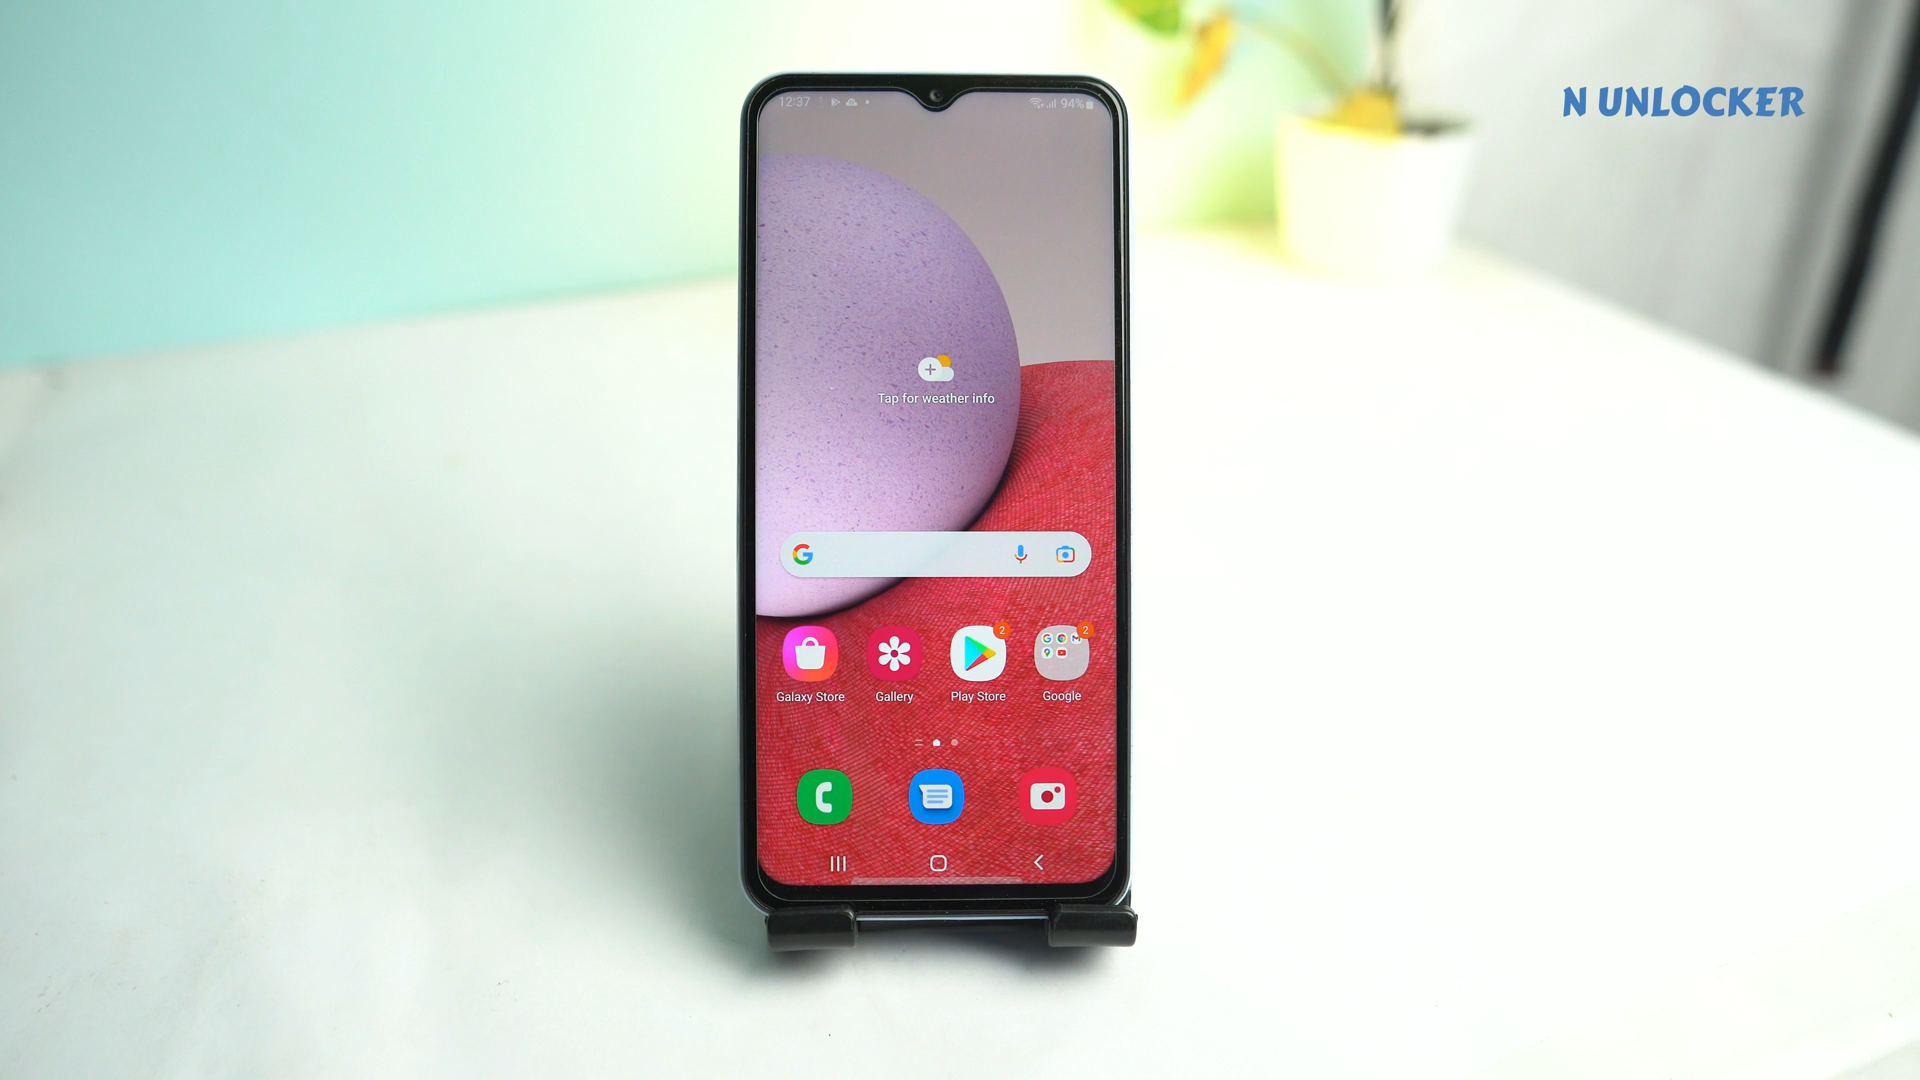 N UNLOCKER
12:37
94%
Tap for weather info
2
2
Galaxy Store
Gallery
Play Store
Google